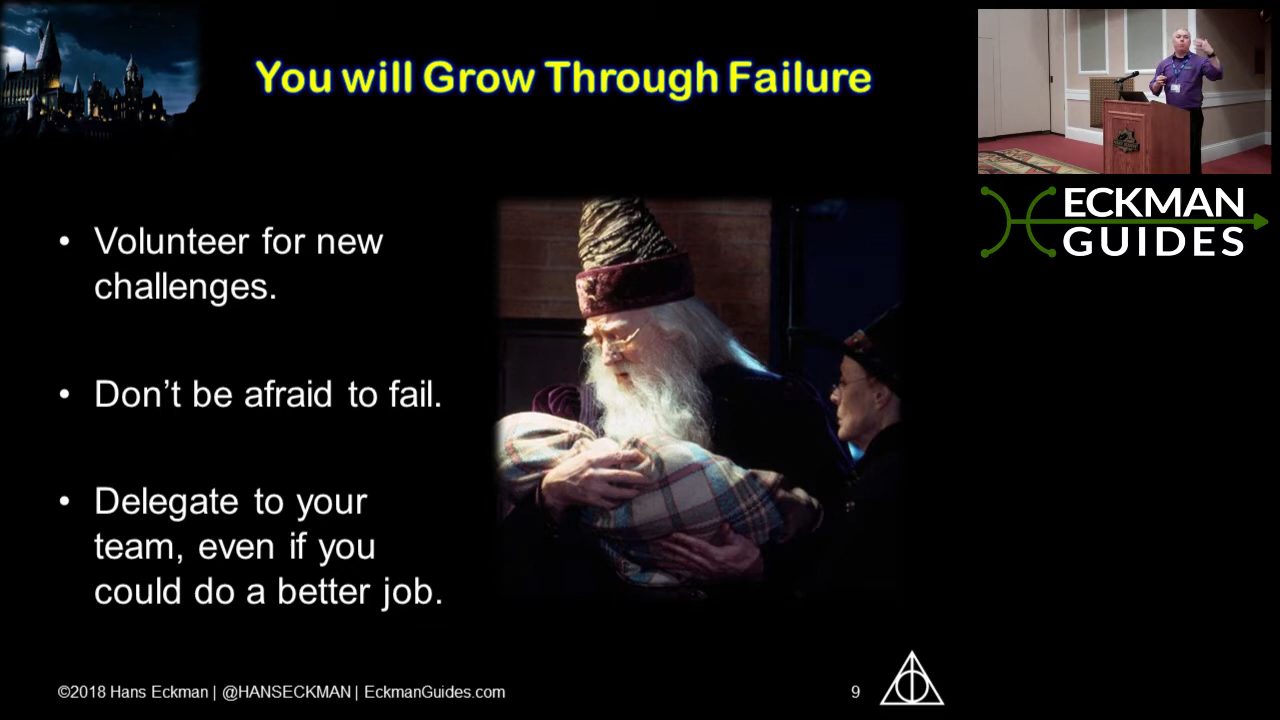 You will Grow Through Failure
• Volunteer for new
challenges.
• Don’t be afraid to fail.
• Delegate to your
team, even if you
could do a better job.
ECKMAN
GUIDES
©2018 Hans Eckman | @HANSECKMAN | EckmanGuides.com
9